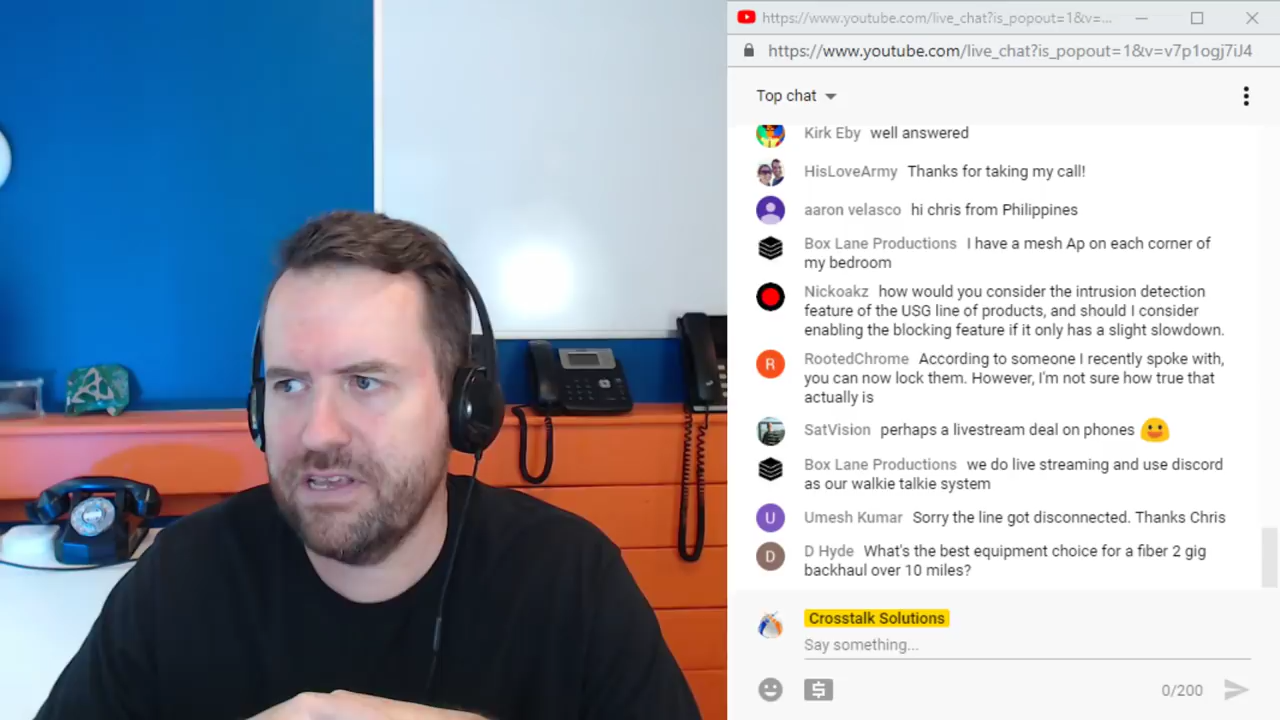 https://www.youtube.com/live_chat?is_popout=1&v=...
https://www.youtube.com/live_chat?is_popout=1&v=v7p1ogj7iJ4
Top chat
Kirk Eby well answered
HisLoveArmy Thanks for taking my call!
aaron velasco hi chris from Philippines
Box Lane Productions I have a mesh Ap on each corner of
my bedroom
Nickoakz how would you consider the intrusion detection
feature of the USG line of products, and should I consider
enabling the blocking feature if it only has a slight slowdown.
R
RootedChrome According to someone I recently spoke with,
you can now lock them. However, I'm not sure how true that
actually is
SatVision perhaps a livestream deal on phones 😃
Box Lane Productions we do live streaming and use discord
as our walkie talkie system
U
Umesh Kumar Sorry the line got disconnected. Thanks Chris
D
D Hyde What's the best equipment choice for a fiber 2 gig
backhaul over 10 miles?
Crosstalk Solutions
Say something...
0/200